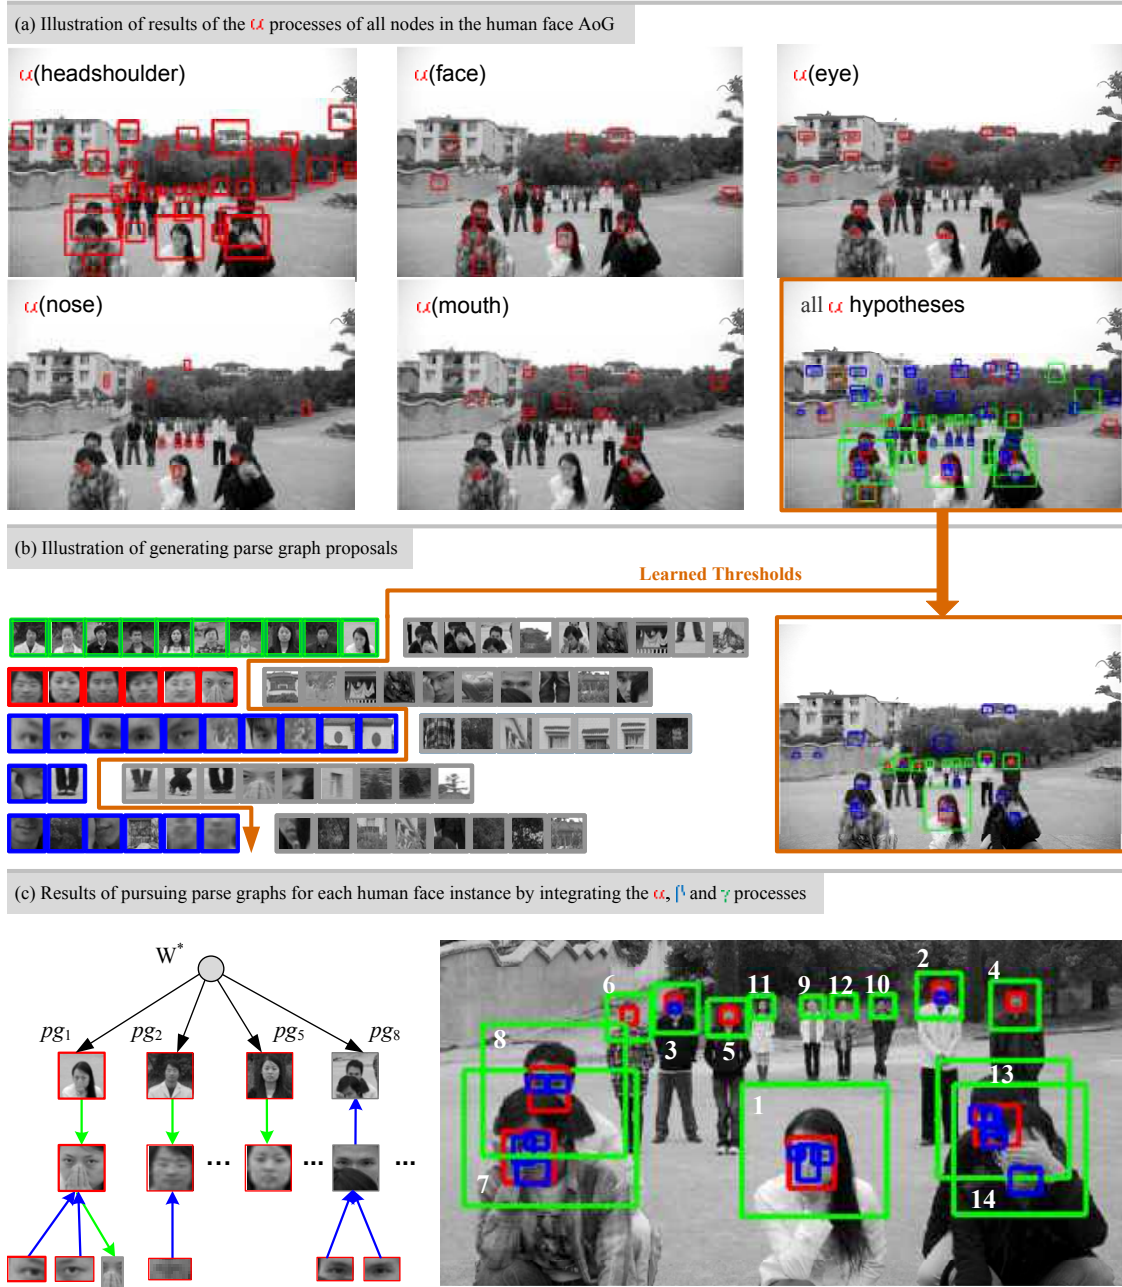 (a) Illustration of results of the α processes of all nodes in the human face AoG
α(headshoulder)
α(face)
α(eye)
α(nose)
α(mouth)
all α hypotheses
(b) Illustration of generating parse graph proposals
Learned Thresholds
(c) Results of pursuing parse graphs for each human face instance by integrating the α, β and γ processes
W*
pg1
pg2
pg5
pg8
... ... ...
6
11
9
12
10
2
4
8
3
5
13
1
7
14